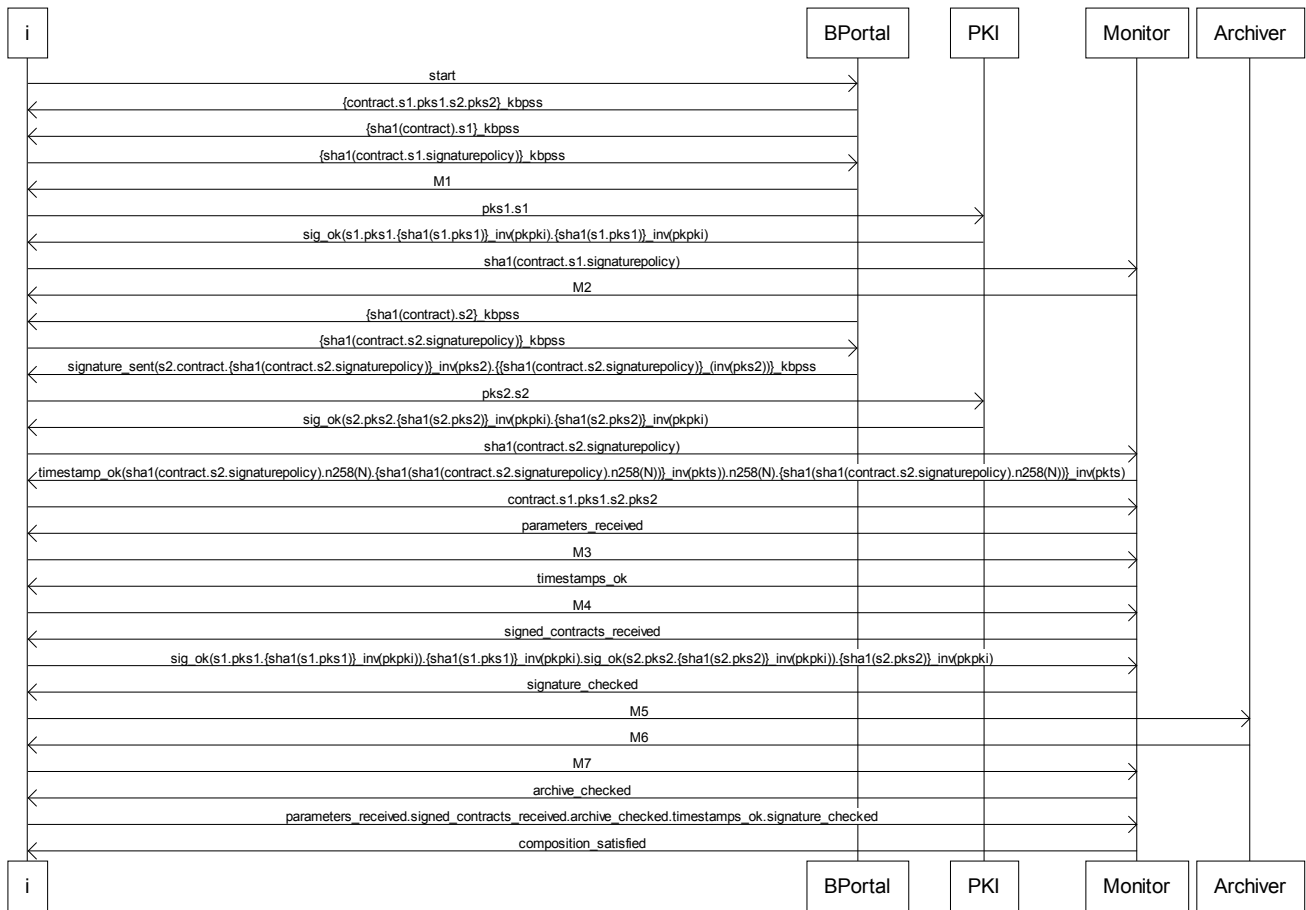 i BPortal PKI Monitor Archiver
start
{contract.s1.pks1.s2.pks2}_kbpss
{sha1(contract).s1}_kbpss
{sha1(contract.s1.signaturepolicy)}_kbpss
M1
pks1.s1
sig_ok(s1.pks1.{sha1(s1.pks1)}_inv(pkpki).{sha1(s1.pks1)}_inv(pkpki)
sha1(contract.s1.signaturepolicy)
M2
{sha1(contract).s2}_kbpss
{sha1(contract.s2.signaturepolicy)}_kbpss
signature_sent(s2.contract.{sha1(contract.s2.signaturepolicy)}_inv(pks2).{{sha1(contract.s2.signaturepolicy)}_(inv(pks2))}_kbpss
pks2.s2
sig_ok(s2.pks2.{sha1(s2.pks2)}_inv(pkpki).{sha1(s2.pks2)}_inv(pkpki)
sha1(contract.s2.signaturepolicy)
timestamp_ok(sha1(contract.s2.signaturepolicy).n258(N).{sha1(sha1(contract.s2.signaturepolicy).n258(N))}_inv(pkts)).n258(N).{sha1(sha1(contract.s2.signaturepolicy).n258(N))}_inv(pkts)
contract.s1.pks1.s2.pks2
parameters_received
M3
timestamps_ok
M4
signed_contracts_received
sig_ok(s1.pks1.{sha1(s1.pks1)}_inv(pkpki)).{sha1(s1.pks1)}_inv(pkpki).sig_ok(s2.pks2.{sha1(s2.pks2)}_inv(pkpki)).{sha1(s2.pks2)}_inv(pkpki)
signature_checked
M5
M6
M7
archive_checked
parameters_received.signed_contracts_received.archive_checked.timestamps_ok.signature_checked
composition_satisfied
i BPortal PKI Monitor Archiver